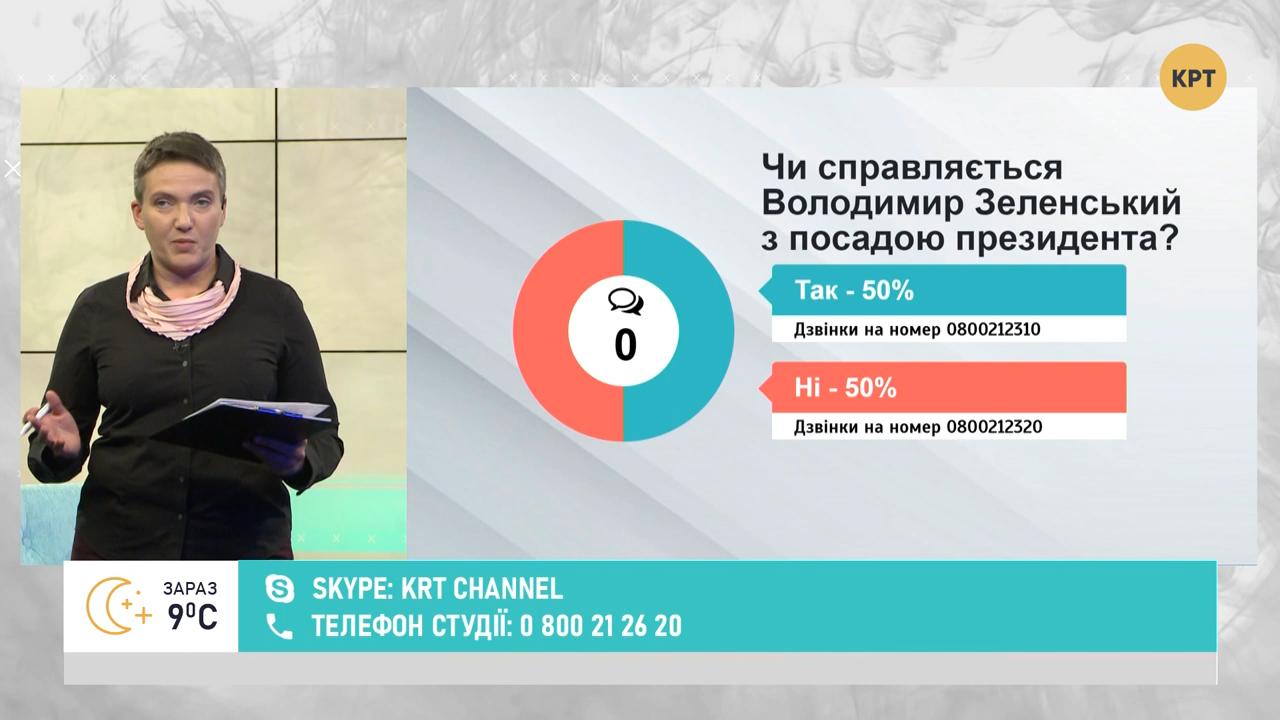 КРТ
Чи справляється
Володимир Зеленський
з посадою президента?
0
Так - 50%
Дзвінки на номер 0800212310
Ні - 50%
Дзвінки на номер 0800212320
ЗАРАЗ
9⁰C
SKYPE: KRT CHANNEL
ТЕЛЕФОН СТУДІЇ: 0 800 21 26 20